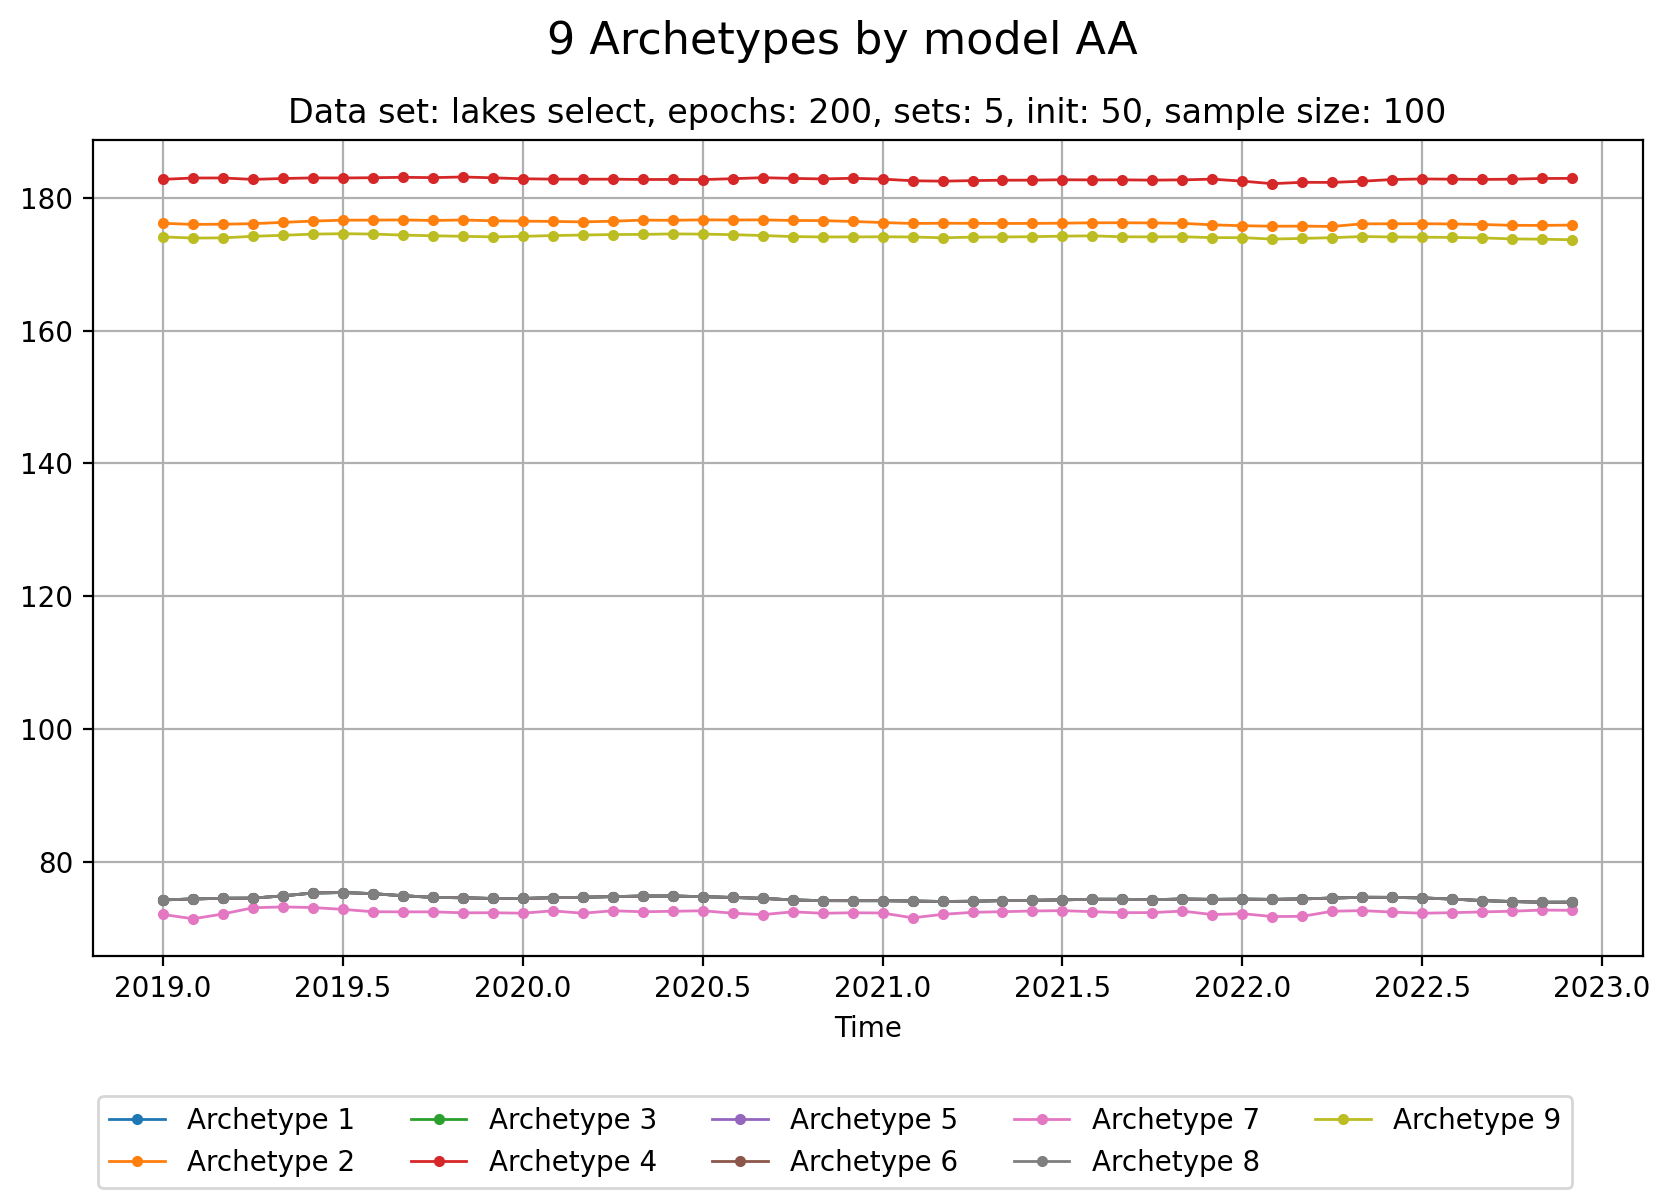 9 Archetypes by model AA
Data set: lakes select, epochs: 200, sets: 5, init: 50, sample size: 100
180
160
140
120
100
80
2019.0 2019.5 2020.0 2020.5 2021.0 2021.5 2022.0 2022.5 2023.0
Time
Archetype 1 Archetype 3 Archetype 5 Archetype 7 Archetype 9
Archetype 2 Archetype 4 Archetype 6 Archetype 8